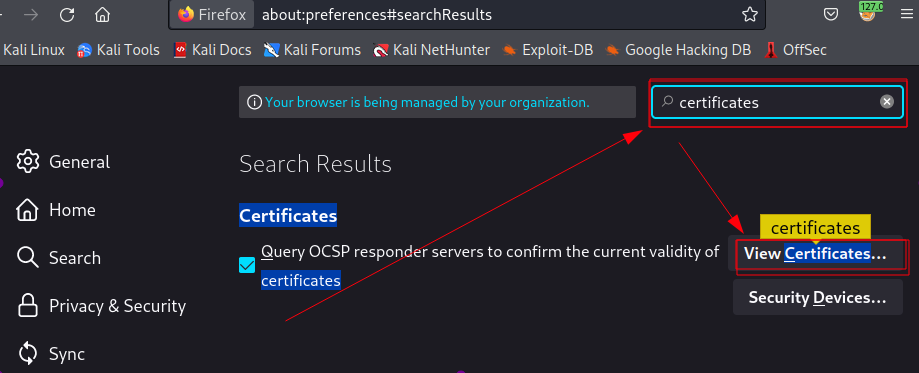 Firefox about:preferences#searchResults 127.0
Kali Linux Kali Tools Kali Docs Kali Forums Kali NetHunter Exploit-DB Google Hacking DB OffSec
Your browser is being managed by your organization.
certificates
General
Home
Search
Privacy & Security
Sync
Search Results
Certificates
Query OCSP responder servers to confirm the current validity of
certificates
certificates
View Certificates...
Security Devices...